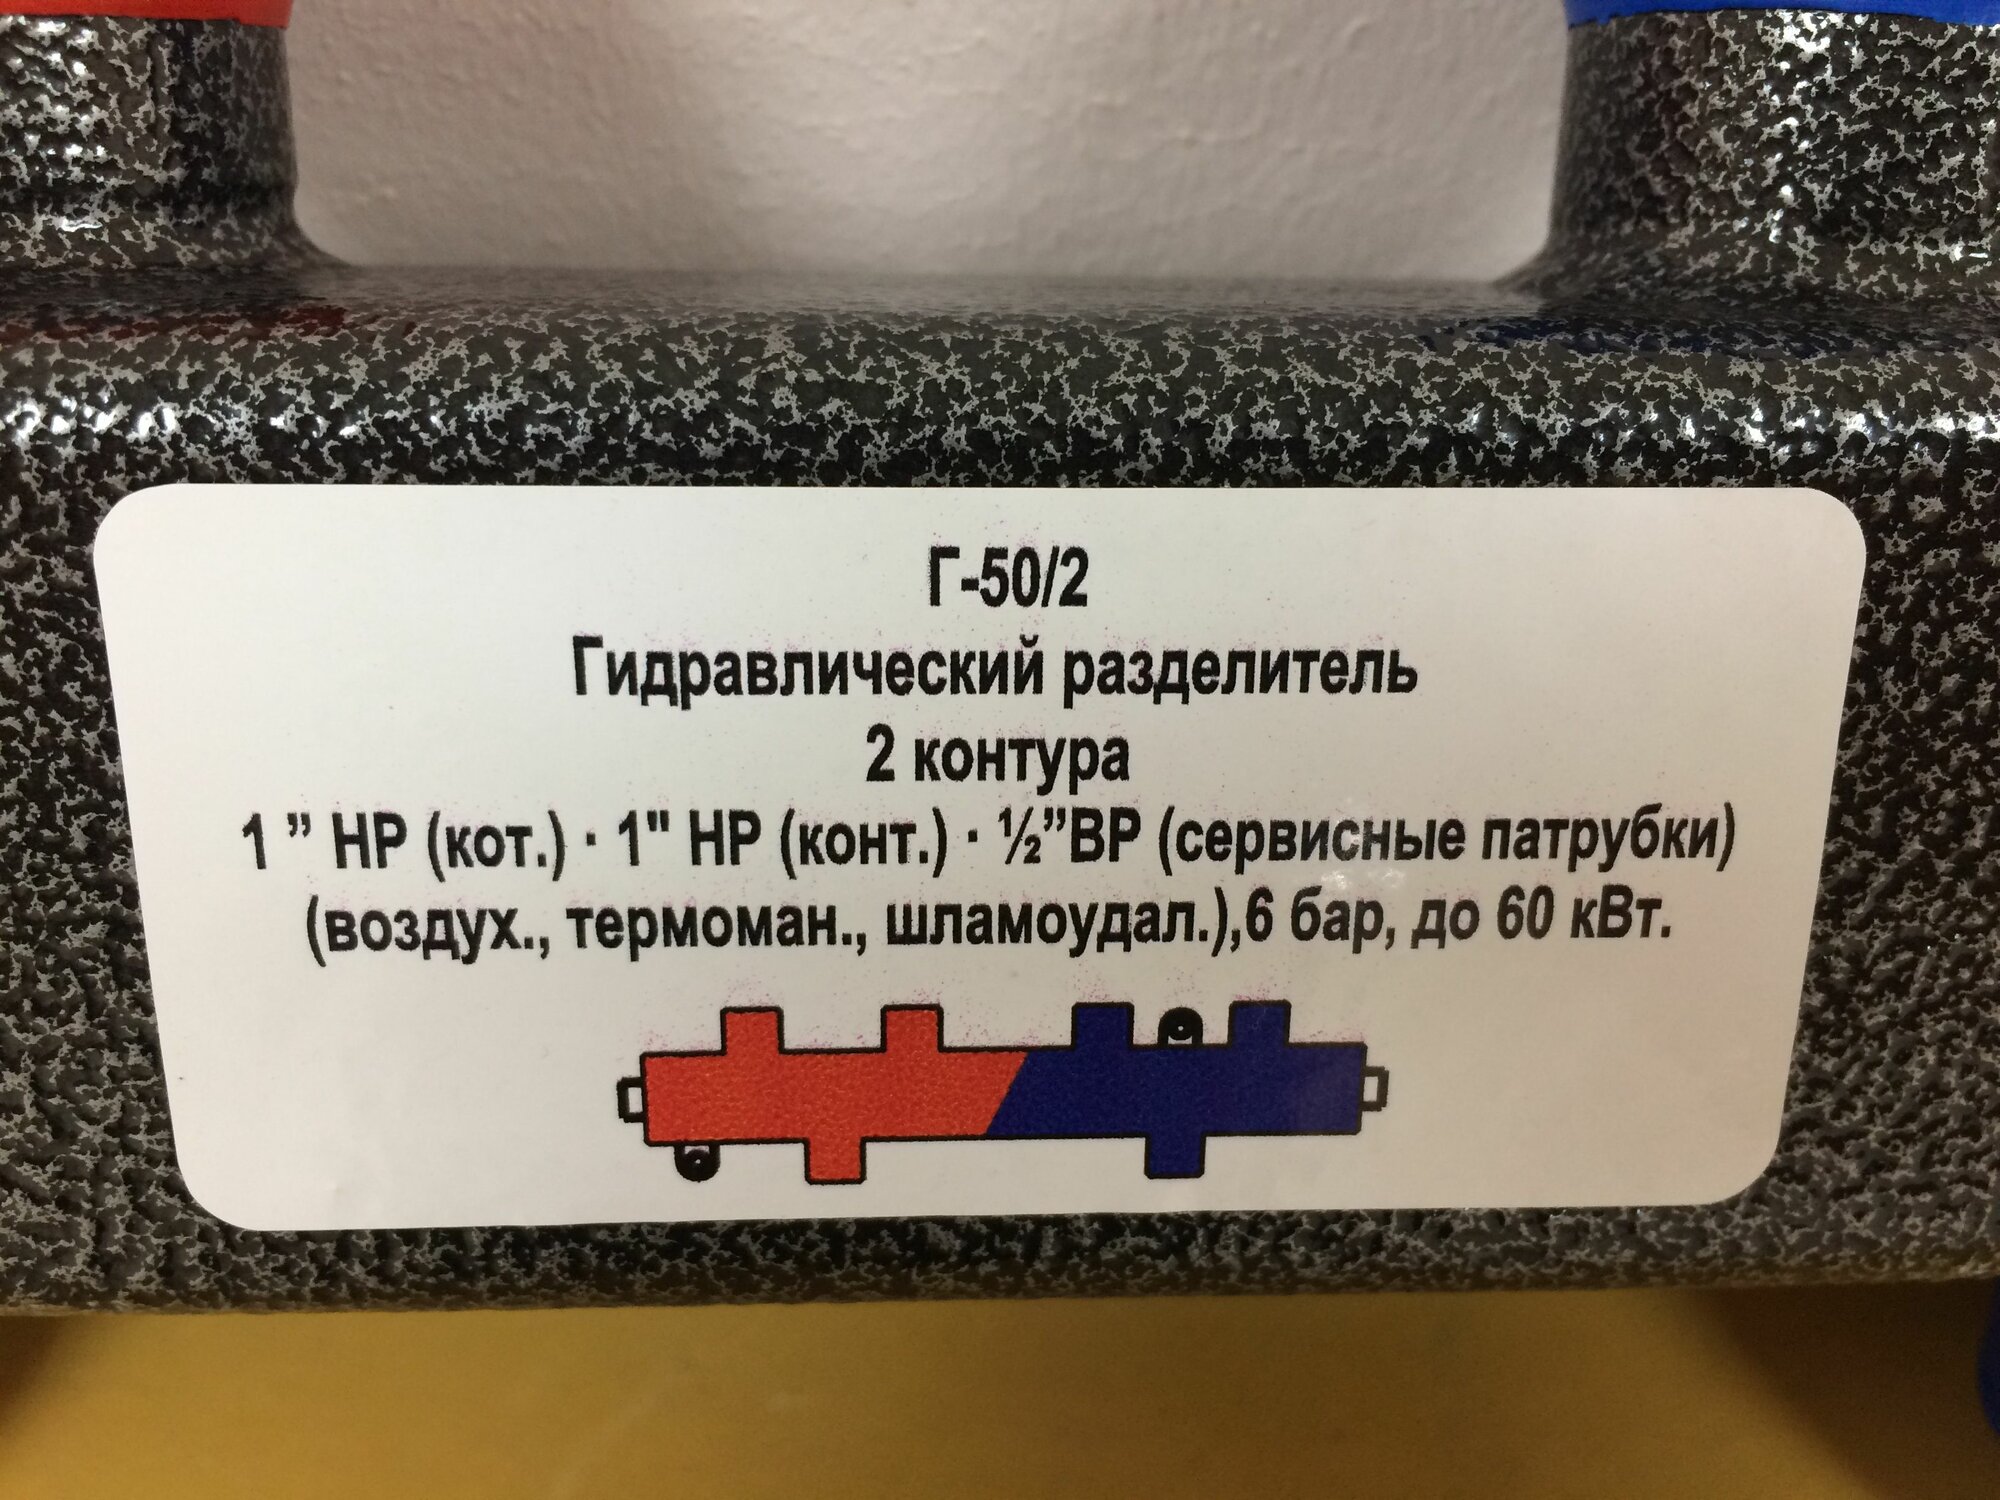 Г-50/2
Гидравлический разделитель
2 контура
1 ” НР (кот.) · 1" НР (конт.) · ½”ВР (сервисные патрубки)
(воздух., термоман., шламоудал.),6 бар, до 60 кВт.